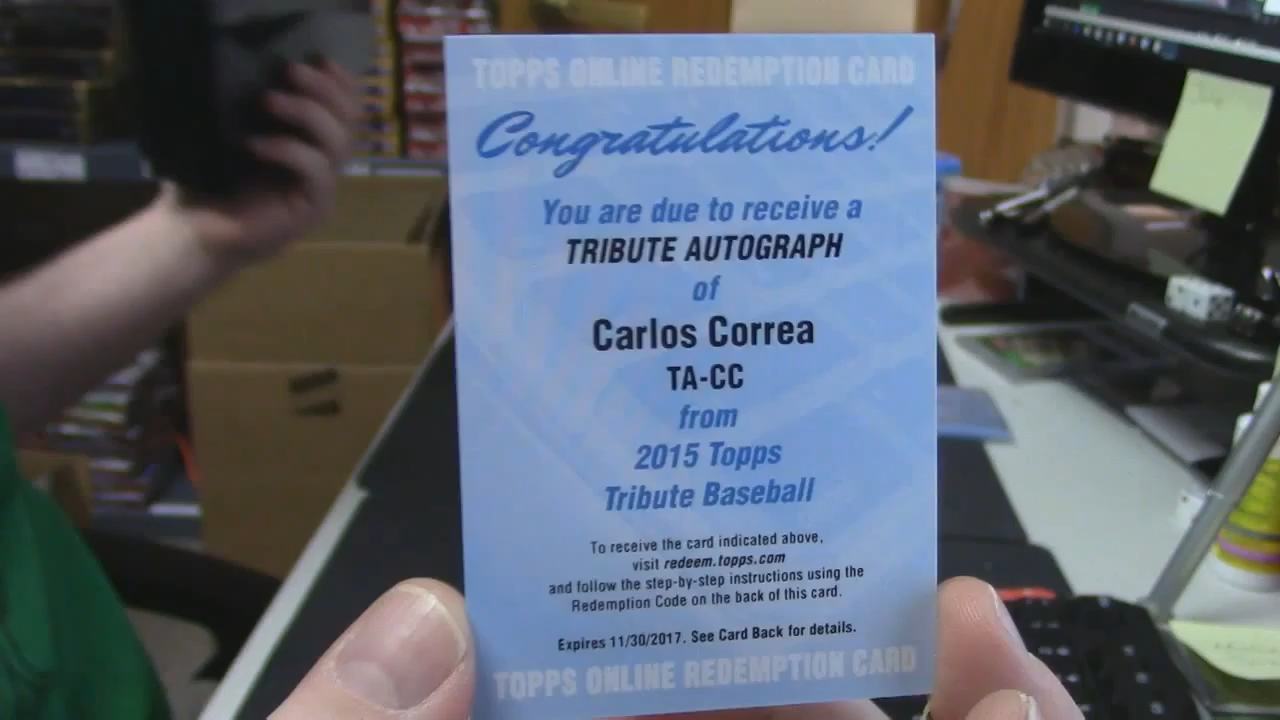 TOPPS ONLINE REDEMPTION CARD
Congratulations!
You are due to receive a
TRIBUTE AUTOGRAPH
of
Carlos Correa
TA-CC
from
2015 Topps
Tribute Baseball
To receive the card indicated above,
visit redeem.topps.com
and follow the step-by-step instructions using the
Redemption Code on the back of this card.
Expires 11/30/2017. See Card Back for details.
TOPPS ONLINE REDEMPTION CARD